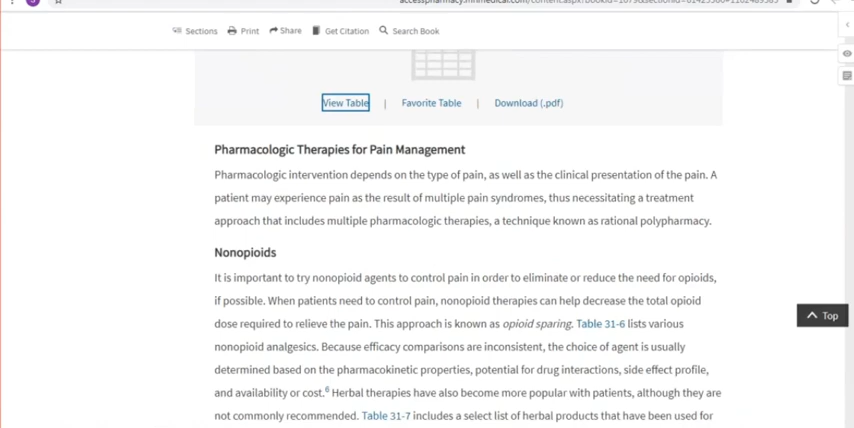 Sections Print Share Get Citation Search Book
View Table | Favorite Table | Download (.pdf)
Pharmacologic Therapies for Pain Management
Pharmacologic intervention depends on the type of pain, as well as the clinical presentation of the pain. A
patient may experience pain as the result of multiple pain syndromes, thus necessitating a treatment
approach that includes multiple pharmacologic therapies, a technique known as rational polypharmacy.
Nonopioids
It is important to try nonopioid agents to control pain in order to eliminate or reduce the need for opioids,
if possible. When patients need to control pain, nonopioid therapies can help decrease the total opioid
dose required to relieve the pain. This approach is known as opioid sparing. Table 31-6 lists various
nonopioid analgesics. Because efficacy comparisons are inconsistent, the choice of agent is usually
determined based on the pharmacokinetic properties, potential for drug interactions, side effect profile,
Top
and availability or cost.6 Herbal therapies have also become more popular with patients, although they are
not commonly recommended. Table 31-7 includes a select list of herbal products that have been used for